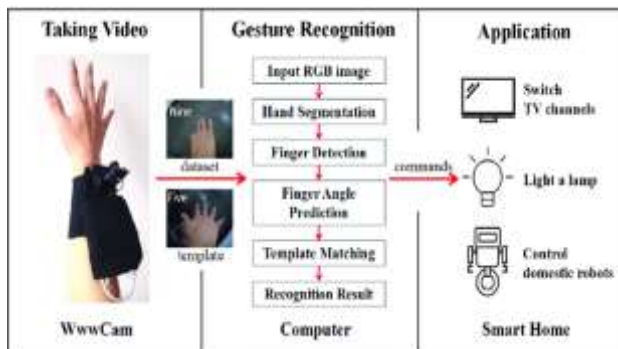 Taking Video
Gesture Recognition
Application
Five
dataset
template
WwwCam
Input RGB image
Hand Segmentation
Finger Detection
Finger Angle
Prediction
Template Matching
Recognition Result
Computer
commands
Switch
TV channels
Light a lamp
Control
domestic robots
Smart Home